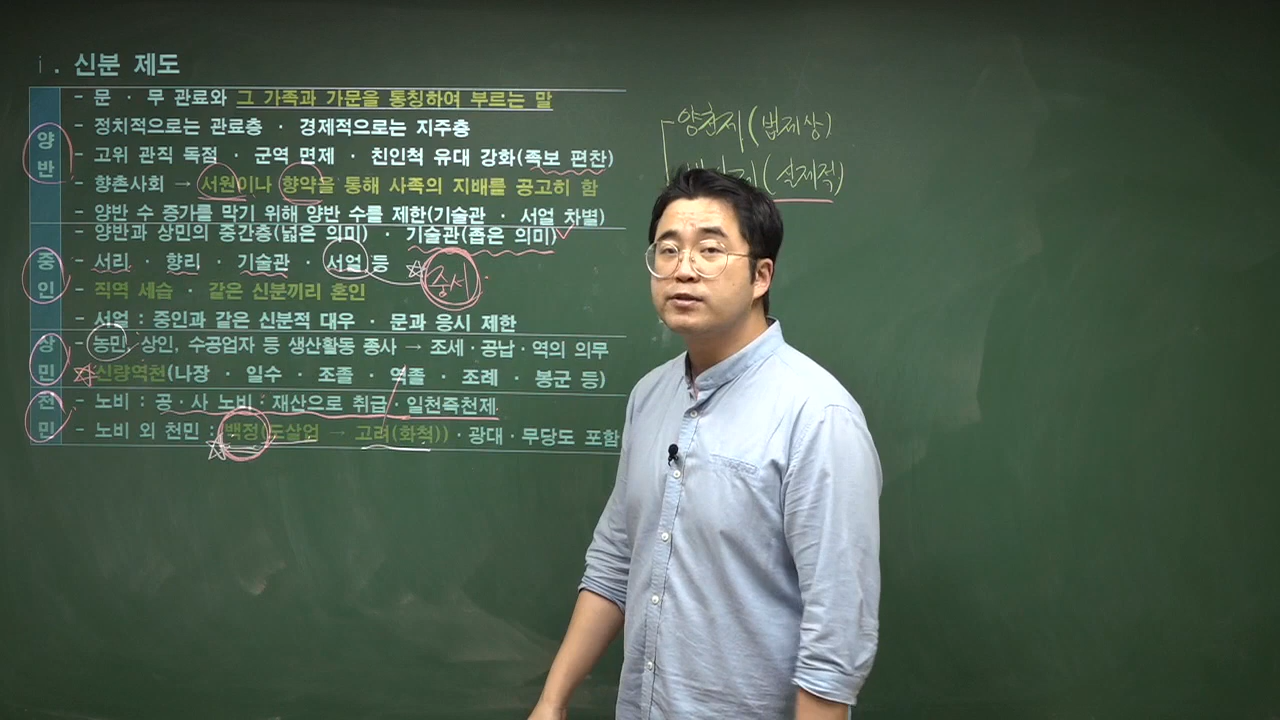 ⅰ. 신분 제도
양반
- 문 · 무 관료와 그 가족과 가문을 통칭하여 부르는 말
- 정치적으로는 관료층 · 경제적으로는 지주층
- 고위 관직 독점 · 군역 면제 · 친인척 유대 강화(족보 편찬)
- 향촌사회 → 서원이나 향약을 통해 사족의 지배를 공고히 함
- 양반 수 증가를 막기 위해 양반 수를 제한(기술관 · 서얼 차별)
중인
- 양반과 상민의 중간층(넓은 의미) · 기술관(좁은 의미)
- 서리 · 향리 · 기술관 · 서얼 등
중서
- 직역 세습 · 같은 신분끼리 혼인
- 서얼 : 중인과 같은 신분적 대우 · 문과 응시 제한
상민
- 농민, 상인, 수공업자 등 생산활동 종사 → 조세 · 공납 · 역의 의무
- 신량역천(나장 · 일수 · 조졸 · 역졸 · 조례 · 봉군 등)
천민
- 노비 : 공 · 사 노비 · 재산으로 취급 · 일천즉천제
- 노비 외 천민 : 백정(도살업 → 고려(화척)) · 광대 · 무당도 포함
양천제(법제상)
(실제적)